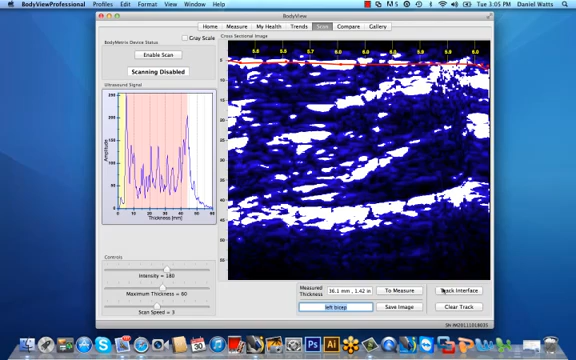 BodyViewProfessional Profiles Edit Format View Window Help Tue 3:05 PM Daniel Watts
BodyView
Home Measure My Health Trends Scan Compare Gallery
Gray Scale
Cross Sectional Image
BodyMetrix Device Status
Enable Scan
Scanning Disabled
Ultrasound Signal
Amplitude
Thickness [mm]
Controls
Intensity = 180
Maximum Thickness = 60
Scan Speed = 3
Measured Thickness
36.1 mm , 1.42 in
To Measure
Track Interface
left bicep
Save Image
Clear Track